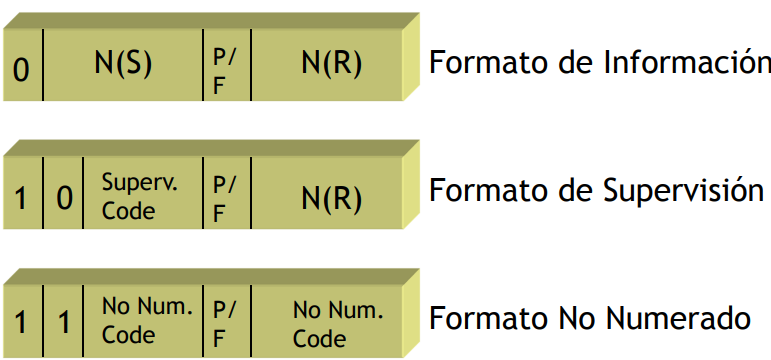 0 N(S) P/ F N(R) Formato de Información
1 0 Superv. Code P/ F N(R) Formato de Supervisión
1 1 No Num. Code P/ F No Num. Code Formato No Numerado